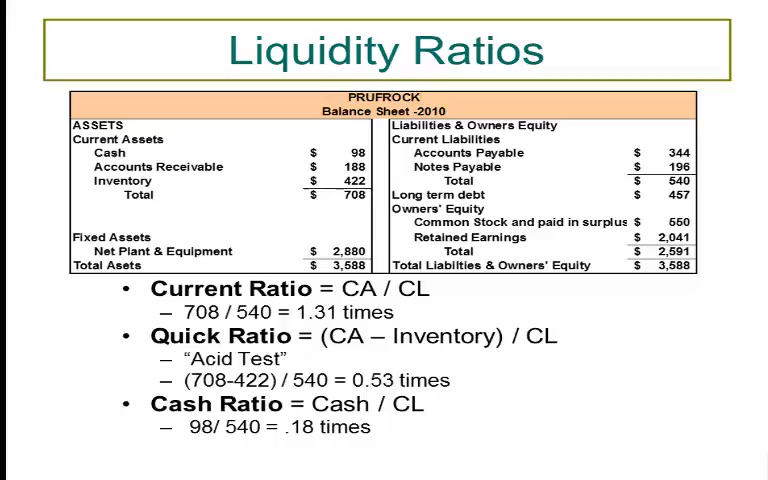 Liquidity Ratios
PRUFROCK
Balance Sheet -2010
ASSETS Liabilities & Owners Equity
Current Assets Current Liabilities
Cash $ 98 Accounts Payable $ 344
Accounts Receivable $ 188 Notes Payable $ 196
Inventory $ 422 Total $ 540
Total $ 708 Long term debt $ 457
Owners' Equity
Common Stock and paid in surplus $ 550
Fixed Assets Retained Earnings $ 2,041
Net Plant & Equipment $ 2,880 Total $ 2,591
Total Asets $ 3,588 Total Liabilties & Owners' Equity $ 3,588
• Current Ratio = CA / CL
– 708 / 540 = 1.31 times
• Quick Ratio = (CA – Inventory) / CL
– “Acid Test”
– (708-422) / 540 = 0.53 times
• Cash Ratio = Cash / CL
– 98/ 540 = .18 times